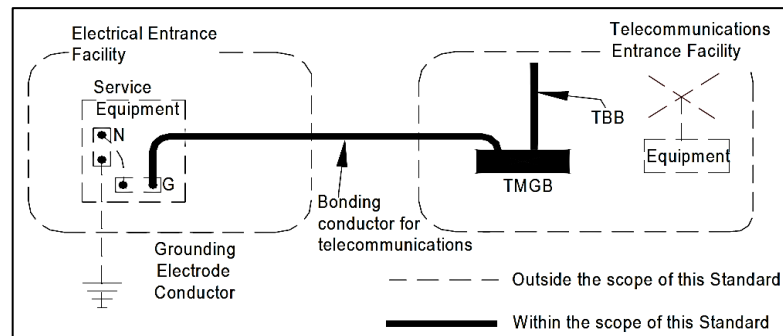 Electrical Entrance
Facility
Service
Equipment
N
G
Grounding
Electrode
Conductor
Bonding
conductor for
telecommunications
Telecommunications
Entrance Facility
TBB
TMGB
Equipment
Outside the scope of this Standard
Within the scope of this Standard